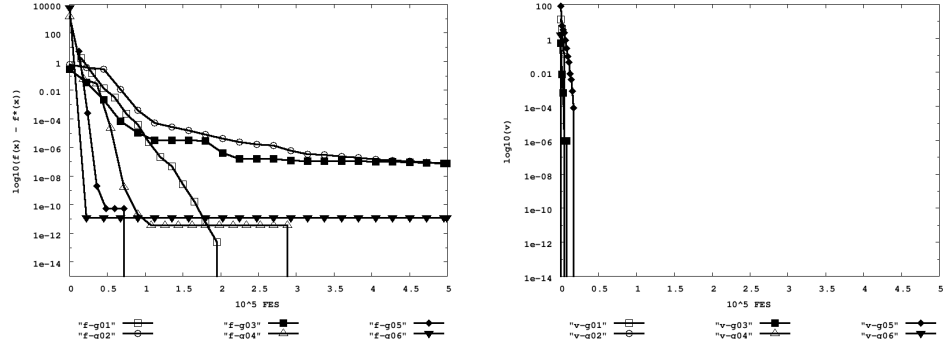 10000
100
1
0.01
1e-04
1e-06
1e-08
1e-10
1e-12
1e-14
log10(f(x) - f*(x))
0 0.5 1 1.5 2 2.5 3 3.5 4 4.5 5
10^5 FES
"f-g01" "f-g03" "f-g05"
"f-g02" "f-g04" "f-g06"
100
1
0.01
1e-04
1e-06
1e-08
1e-10
1e-12
1e-14
log10(v)
0 0.5 1 1.5 2 2.5 3 3.5 4 4.5 5
10^5 FES
"v-g01" "v-g03" "v-g05"
"v-g02" "v-g04" "v-g06"